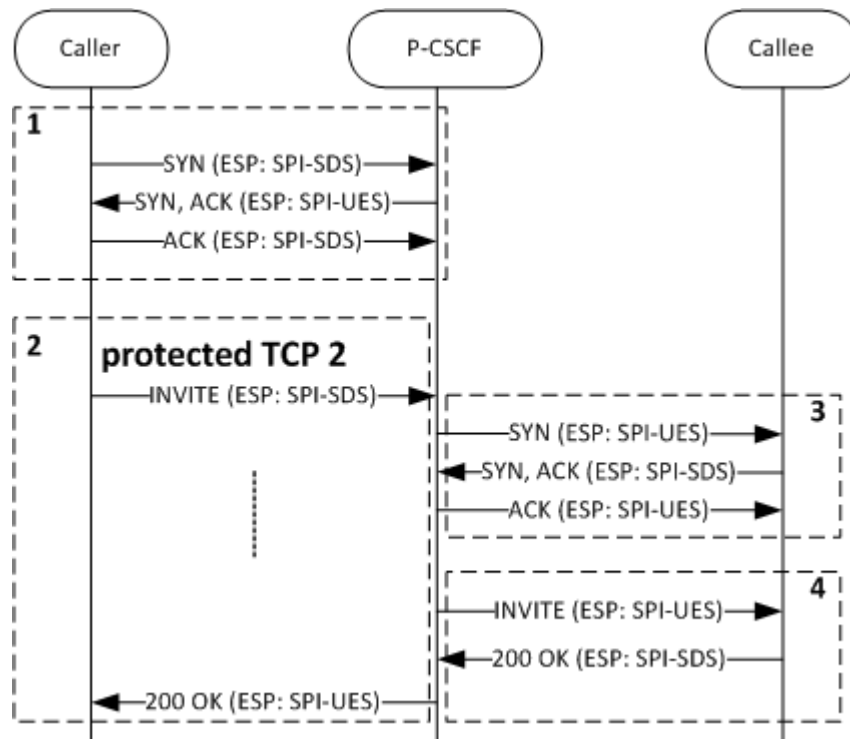 Caller
P-CSCF
Callee
1
SYN (ESP: SPI-SDS)
SYN, ACK (ESP: SPI-UES)
ACK (ESP: SPI-SDS)
2
protected TCP 2
INVITE (ESP: SPI-SDS)
3
SYN (ESP: SPI-UES)
SYN, ACK (ESP: SPI-SDS)
ACK (ESP: SPI-UES)
4
INVITE (ESP: SPI-UES)
200 OK (ESP: SPI-SDS)
200 OK (ESP: SPI-UES)